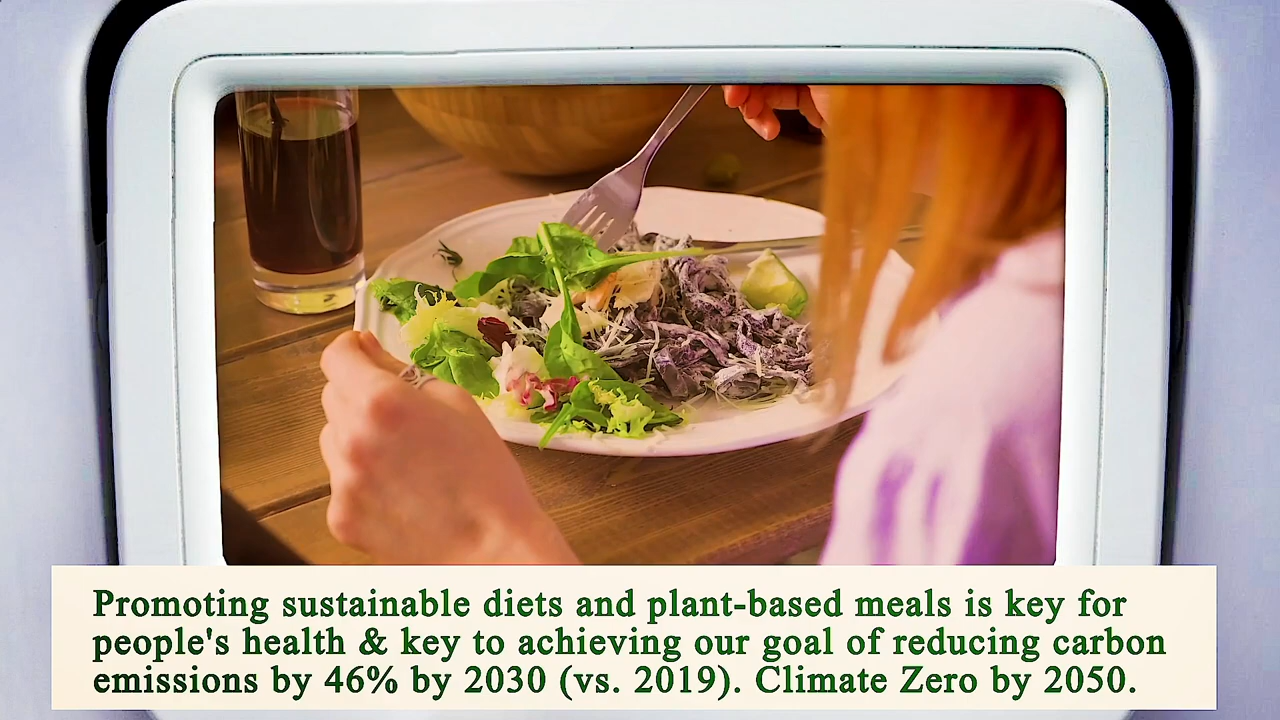 Promoting sustainable diets and plant-based meals is key for
people's health & key to achieving our goal of reducing carbon
emissions by 46% by 2030 (vs. 2019). Climate Zero by 2050.